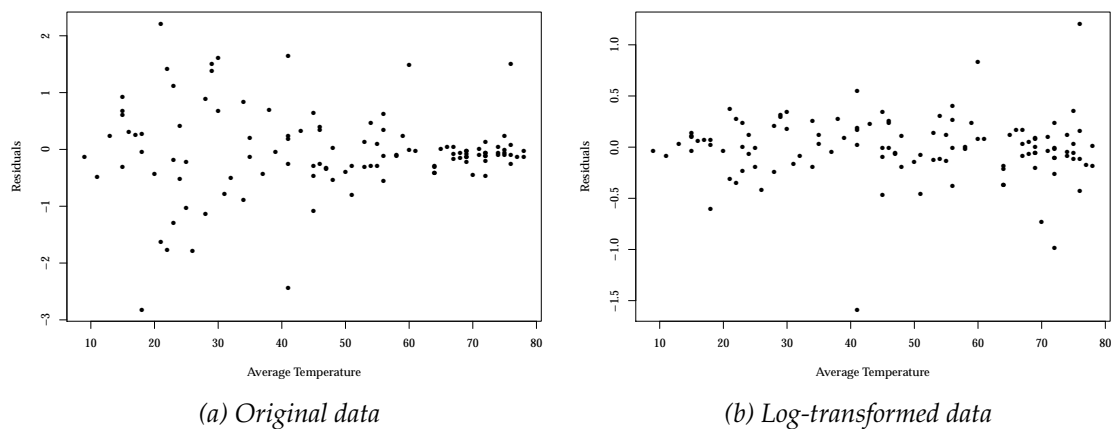 2
1
0
−1
−2
−3
Residuals
10 20 30 40 50 60 70 80
Average Temperature
(a) Original data
1.0
0.5
0.0
−0.5
−1.0
−1.5
Residuals
10 20 30 40 50 60 70 80
Average Temperature
(b) Log-transformed data